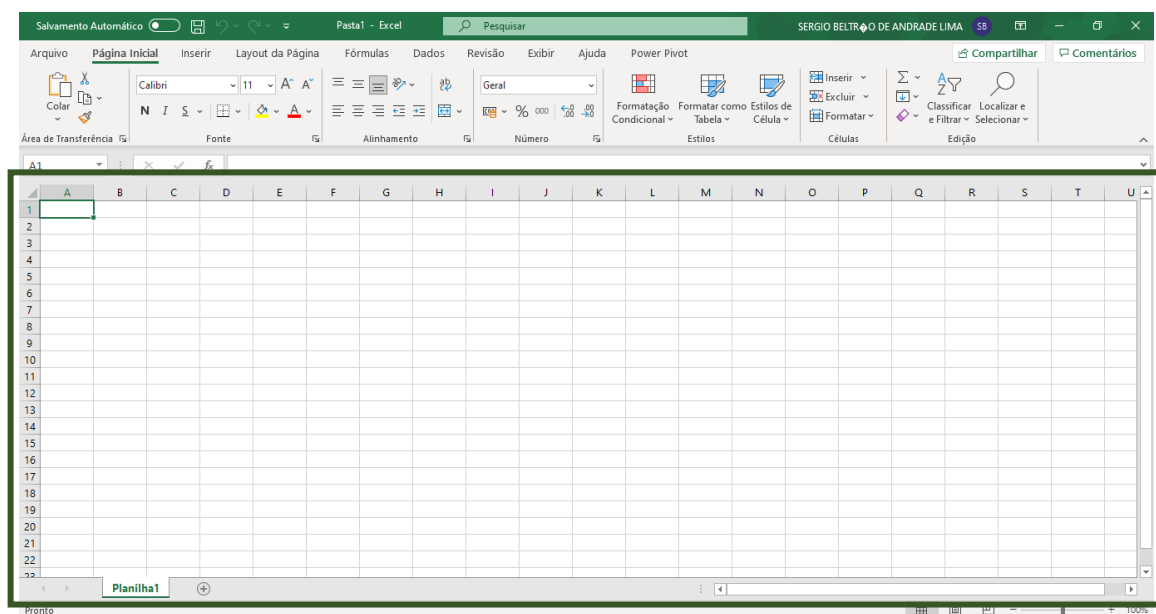 Salvamento Automático Pasta1 - Excel Pesquisar SERGIO BELTR�O DE ANDRADE LIMA SB
Arquivo Página Inicial Inserir Layout da Página Fórmulas Dados Revisão Exibir Ajuda Power Pivot Compartilhar Comentários
Colar
Área de Transferência
Calibri 11 A A
N I S A
Fonte
ab
Alinhamento
Geral
% 000
Número
Formatação Condicional
Formatar como Tabela
Estilos de Célula
Estilos
Inserir
Excluir
Formatar
Células
Classificar e Filtrar
Localizar e Selecionar
Edição
A1 fx
A B C D E F G H I J K L M N O P Q R S T U
1
2
3
4
5
6
7
8
9
10
11
12
13
14
15
16
17
18
19
20
21
22
23
Planilha1
Pronto 100%